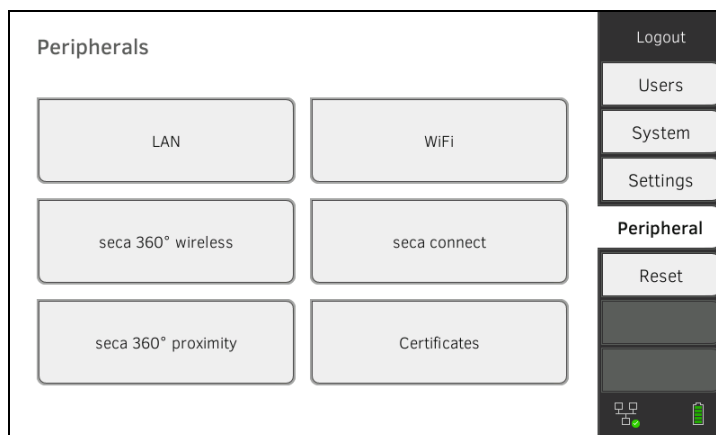 Peripherals
LAN
WiFi
seca 360° wireless
seca connect
seca 360° proximity
Certificates
Logout
Users
System
Settings
Peripheral
Reset